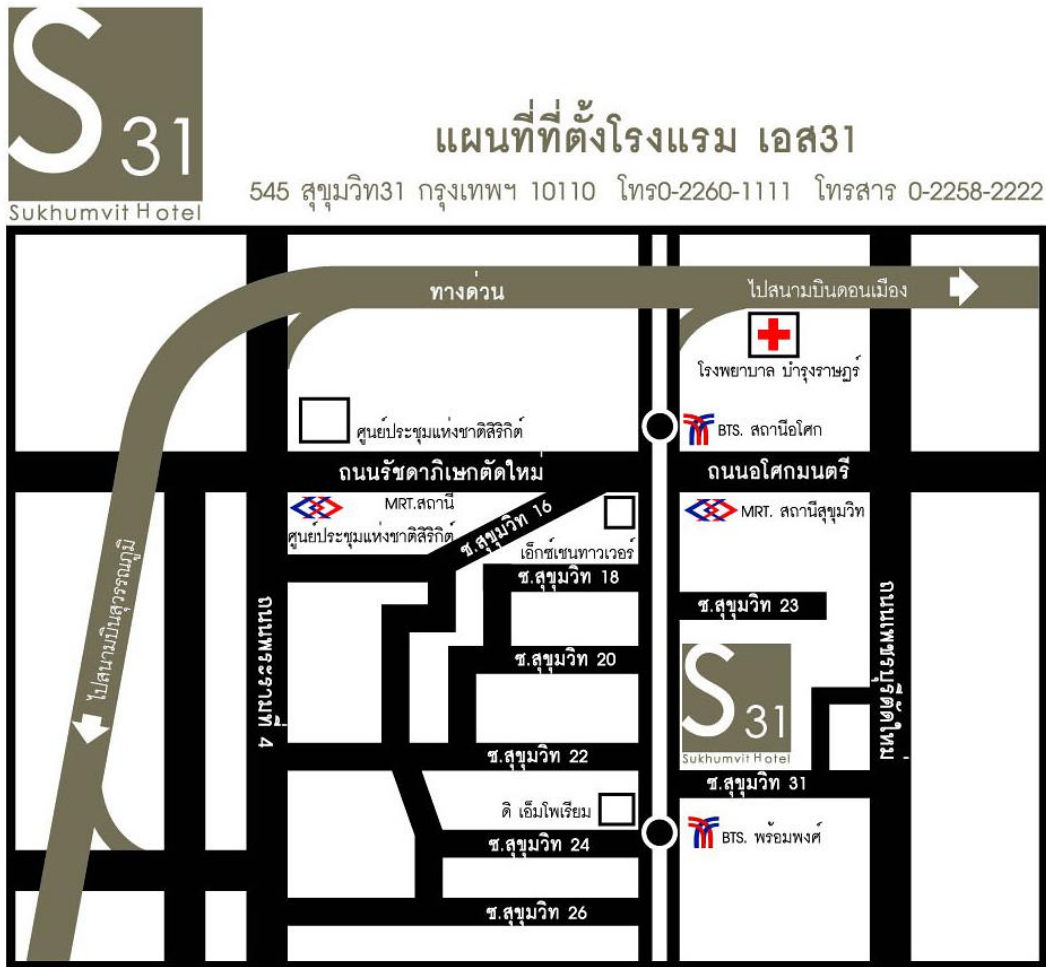 S 31
Sukhumvit Hotel
แผนที่ที่ตั้งโรงแรม เอส31
545 สุขุมวิท31 กรุงเทพฯ 10110 โทร0-2260-1111 โทรสาร 0-2258-2222
ทางด่วน
ไปสนามบินดอนเมือง
โรงพยาบาล บำรุงราษฎร์
ศูนย์ประชุมแห่งชาติสิริกิต์
BTS. สถานีอโศก
ถนนรัชดาภิเษกตัดใหม่
ถนนอโศกมนตรี
MRT.สถานี
ศูนย์ประชุมแห่งชาติสิริกิต์
ซ.สุขุมวิท 16
เอ็กซ์เชนทาวเวอร์
MRT. สถานีสุขุมวิท
ไปสนามบินสุวรรณภูมิ
ซ.สุขุมวิท 18
ซ.สุขุมวิท 23
ถนนพระรามที่ 4
ถนนเพชรบุรีตัดใหม่
ซ.สุขุมวิท 20
S 31
Sukhumvit Hotel
ซ.สุขุมวิท 22
ซ.สุขุมวิท 31
ดิ เอ็มโพเรียม
BTS. พร้อมพงศ์
ซ.สุขุมวิท 24
ซ.สุขุมวิท 26